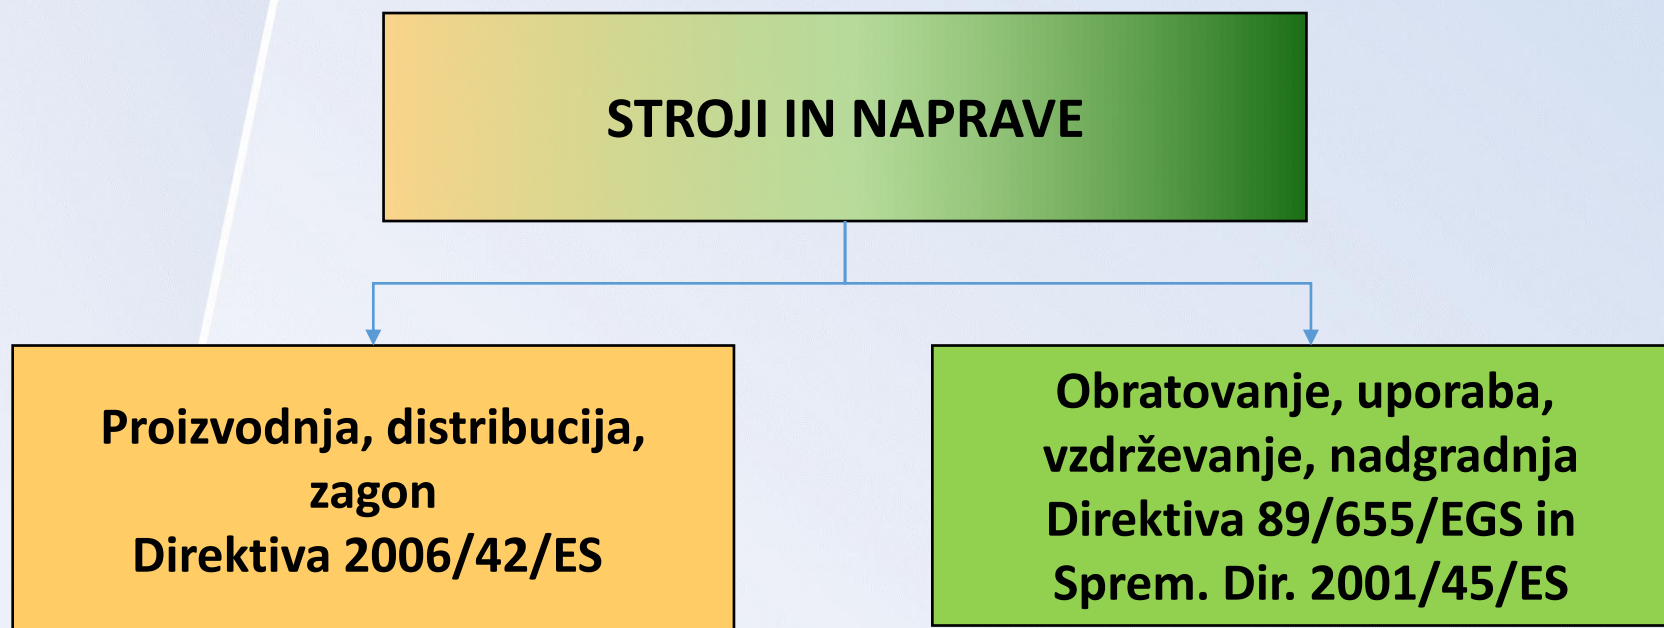 STROJI IN NAPRAVE
Proizvodnja, distribucija,
zagon
Direktiva 2006/42/ES
Obratovanje, uporaba,
vzdrževanje, nadgradnja
Direktiva 89/655/EGS in
Sprem. Dir. 2001/45/ES